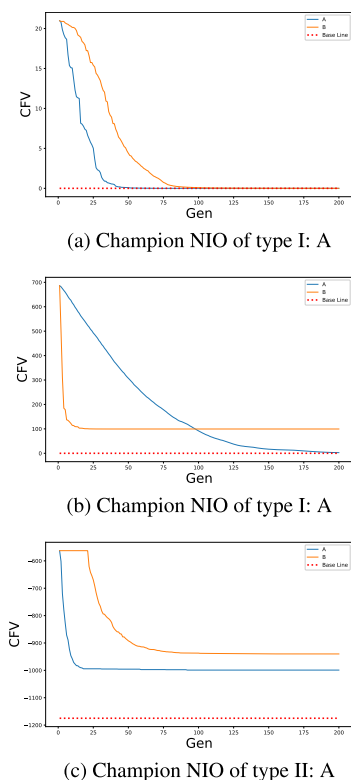 20
15
10
5
0
CFV
A
B
Base Line
0 25 50 75 100 125 150 175 200
Gen
(a) Champion NIO of type I: A
700
600
500
400
300
200
100
0
CFV
A
B
Base Line
0 25 50 75 100 125 150 175 200
Gen
(b) Champion NIO of type I: A
−600
−700
−800
−900
−1000
−1100
−1200
CFV
A
B
Base Line
0 25 50 75 100 125 150 175 200
Gen
(c) Champion NIO of type II: A